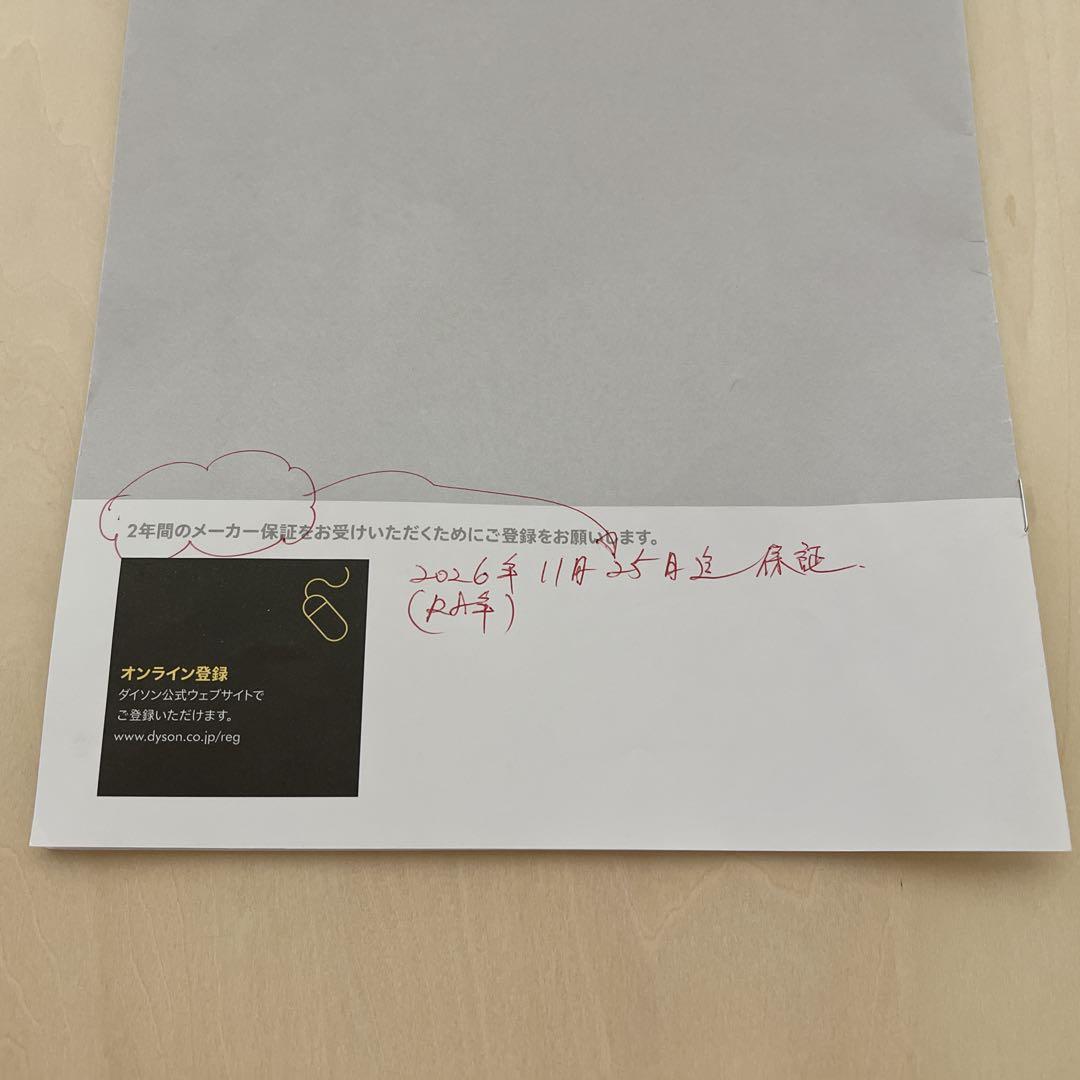 2年間のメーカー保証をお受けいただくためにご登録をお願いします。
2026年 11月25日迄 保証.
オンライン登録
ダイソン公式ウェブサイトで
ご登録いただけます。
www.dyson.co.jp/reg